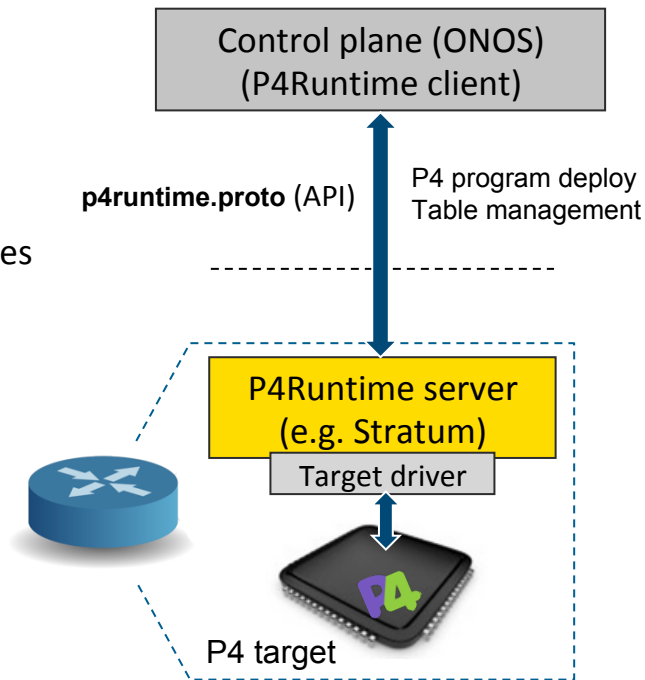 Control plane (ONOS)
(P4Runtime client)
p4runtime.proto (API)
P4 program deploy
Table management
es
P4Runtime server
(e.g. Stratum)
Target driver
P4
P4 target